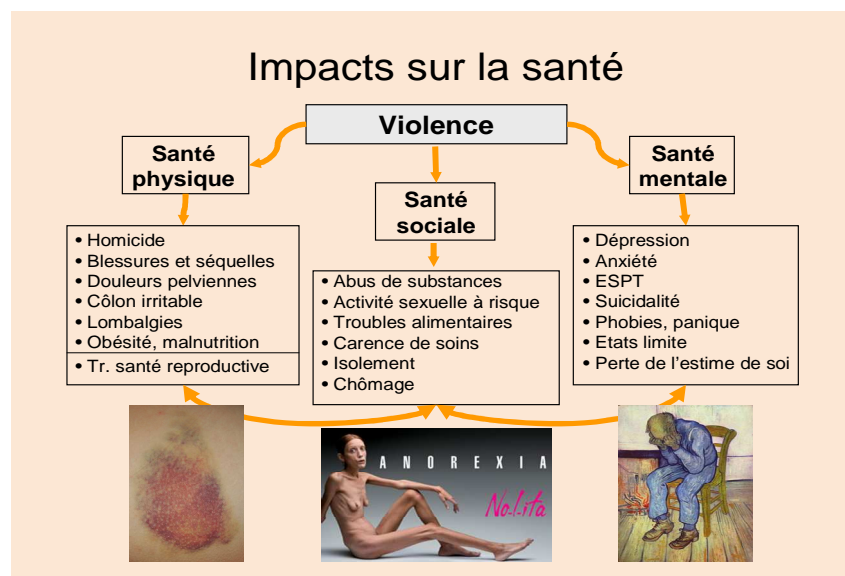 Impacts sur la santé
Violence
Santé
physique
• Homicide
• Blessures et séquelles
• Douleurs pelviennes
• Côlon irritable
• Lombalgies
• Obésité, malnutrition
• Tr. santé reproductive
Santé
sociale
• Abus de substances
• Activité sexuelle à risque
• Troubles alimentaires
• Carence de soins
• Isolement
• Chômage
Santé
mentale
• Dépression
• Anxiété
• ESPT
• Suicidalité
• Phobies, panique
• Etats limite
• Perte de l'estime de soi
ANOREXIA
No-l-ita